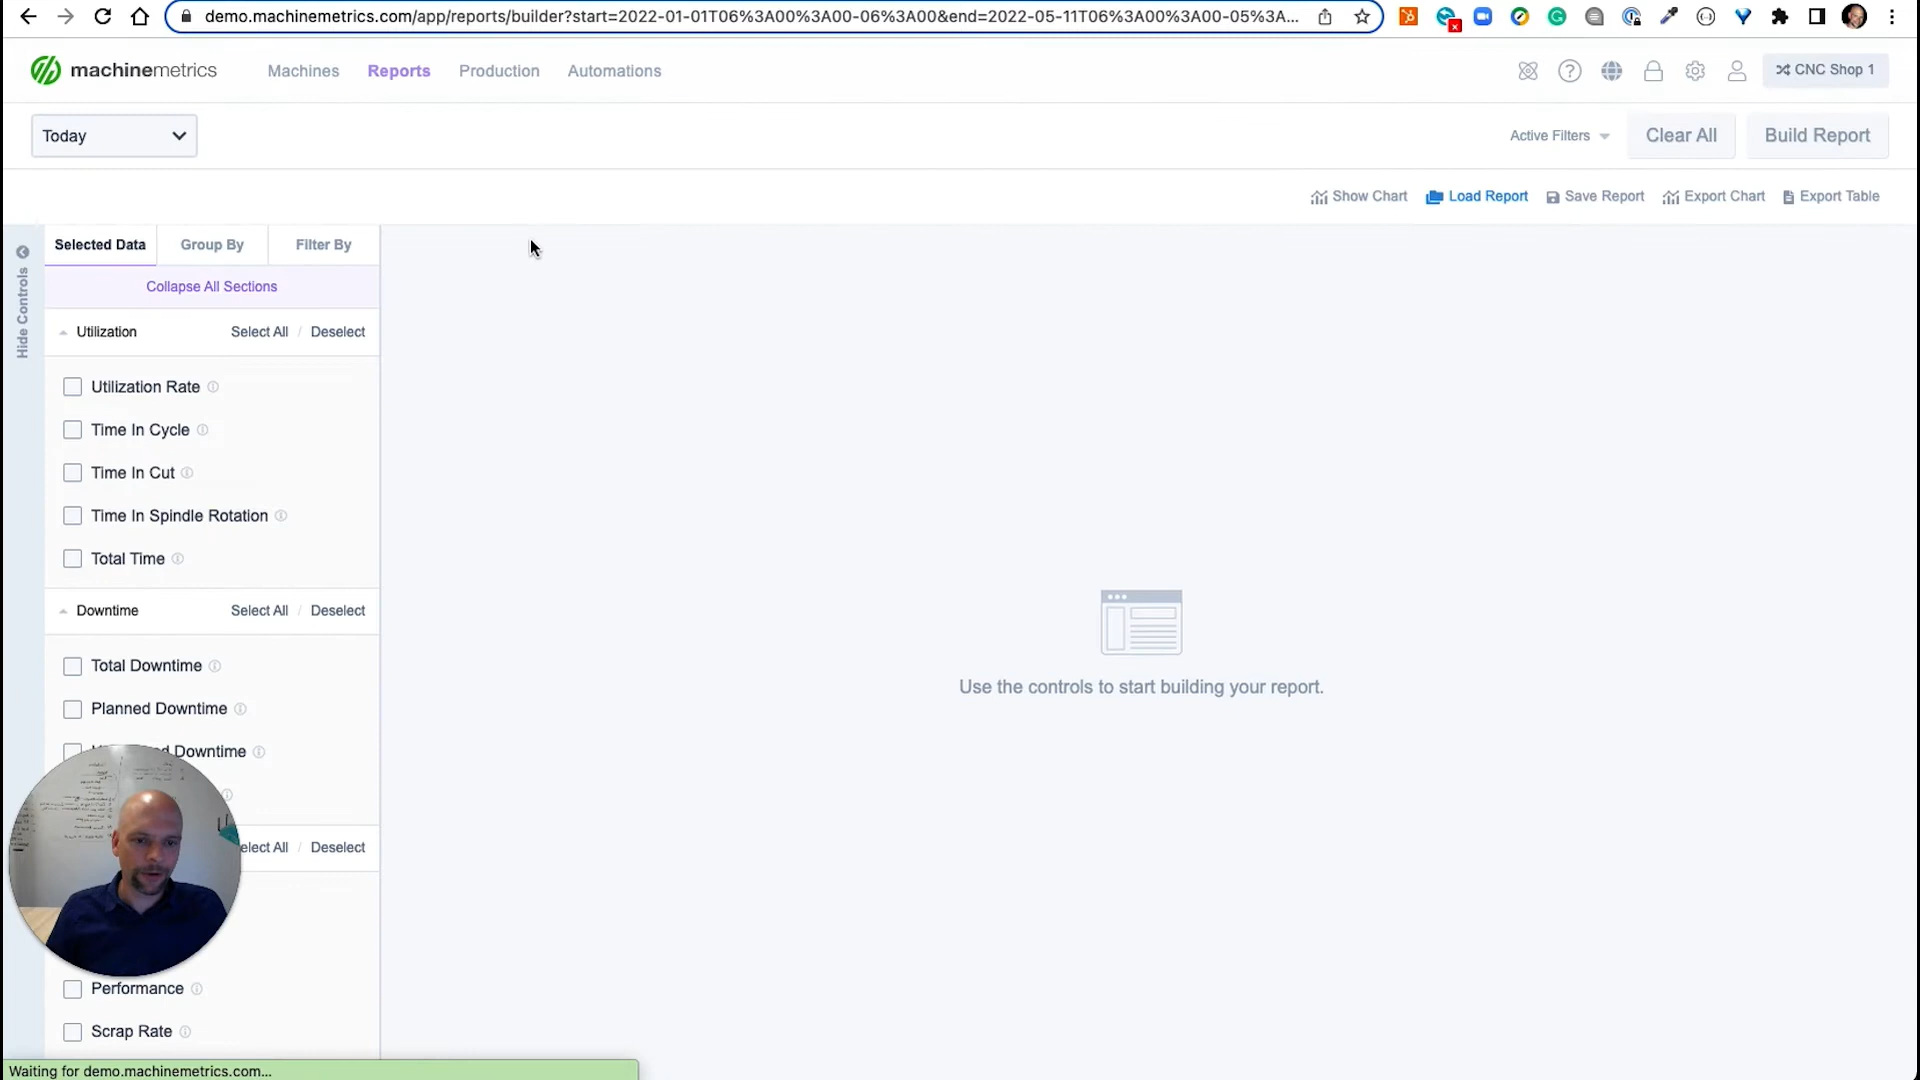 demo.machinemetrics.com/app/reports/builder?start=2022-01-01T06%3A00%3A00-06%3A00&end=2022-05-11T06%3A00%3A00-05%3A...
machinemetrics
Machines
Reports
Production
Automations
CNC Shop 1
Today
Active Filters
Clear All
Build Report
Show Chart
Load Report
Save Report
Export Chart
Export Table
Hide Controls
Selected Data
Group By
Filter By
Collapse All Sections
Utilization
Select All / Deselect
Utilization Rate
Time In Cycle
Time In Cut
Time In Spindle Rotation
Total Time
Downtime
Select All / Deselect
Total Downtime
Planned Downtime
Downtime
elect All / Deselect
Performance
Scrap Rate
Use the controls to start building your report.
Waiting for demo.machinemetrics.com...